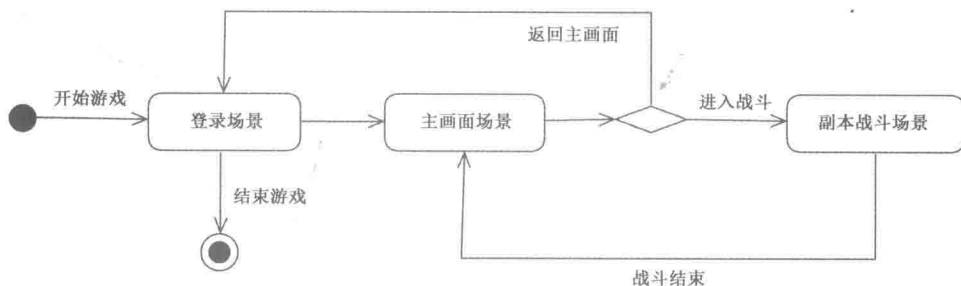 返回主画面
开始游戏
进入战斗
登录场景
主画面场景
副本战斗场景
结束游戏
战斗结束